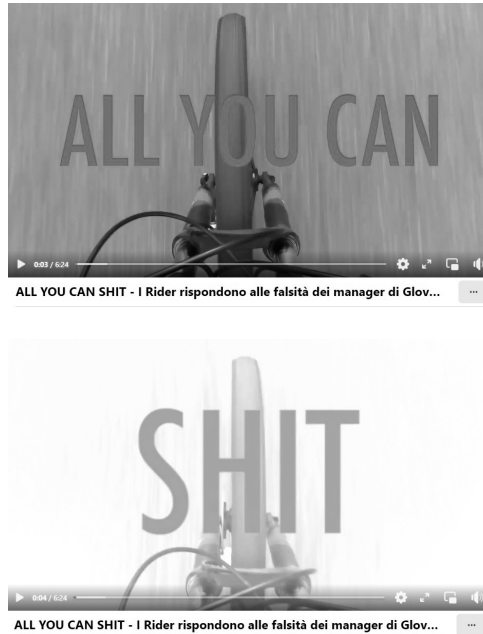 ALL YOU CAN
0:03 / 6:24
ALL YOU CAN SHIT - I Rider rispondono alle falsità dei manager di Glov...
SHIT
0:04 / 6:24
ALL YOU CAN SHIT - I Rider rispondono alle falsità dei manager di Glov...